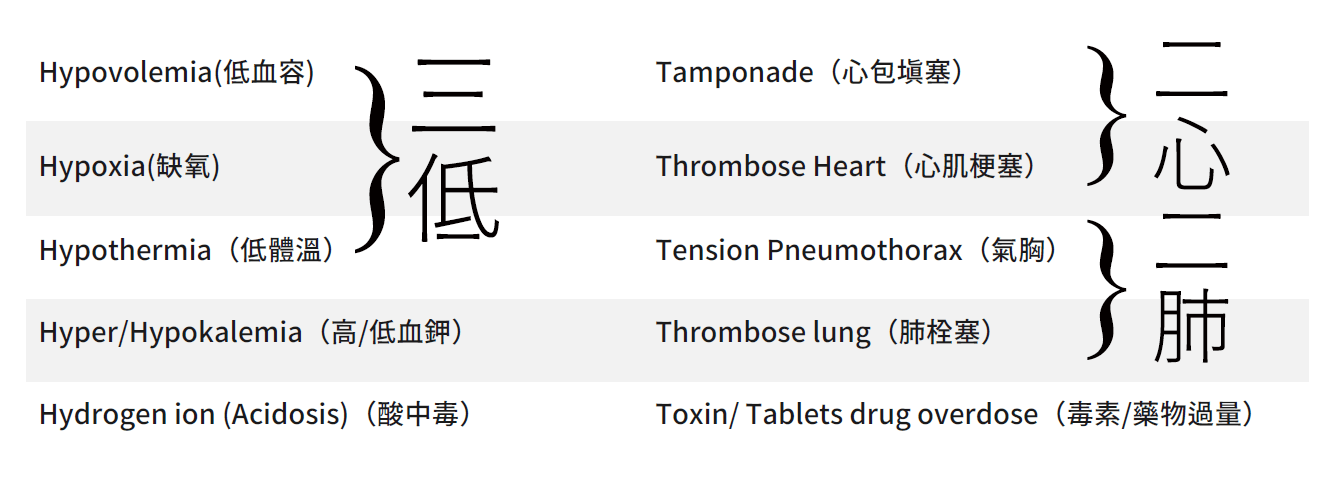 Hypovolemia(低血容)
Hypoxia(缺氧)
Hypothermia（低體溫）
三低
Hyper/Hypokalemia（高/低血鉀）
Hydrogen ion (Acidosis)（酸中毒）
Tamponade（心包塡塞）
Thrombose Heart（心肌梗塞）
二心
Tension Pneumothorax（氣胸）
Thrombose lung（肺栓塞）
二肺
Toxin/ Tablets drug overdose（毒素/藥物過量）